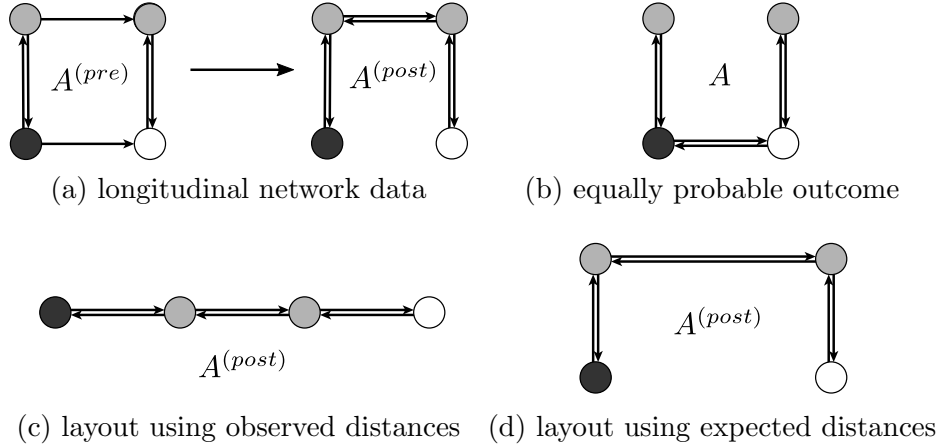 A^{(pre)} A^{(post)} A
(a) longitudinal network data (b) equally probable outcome
A^{(post)} A^{(post)}
(c) layout using observed distances (d) layout using expected distances